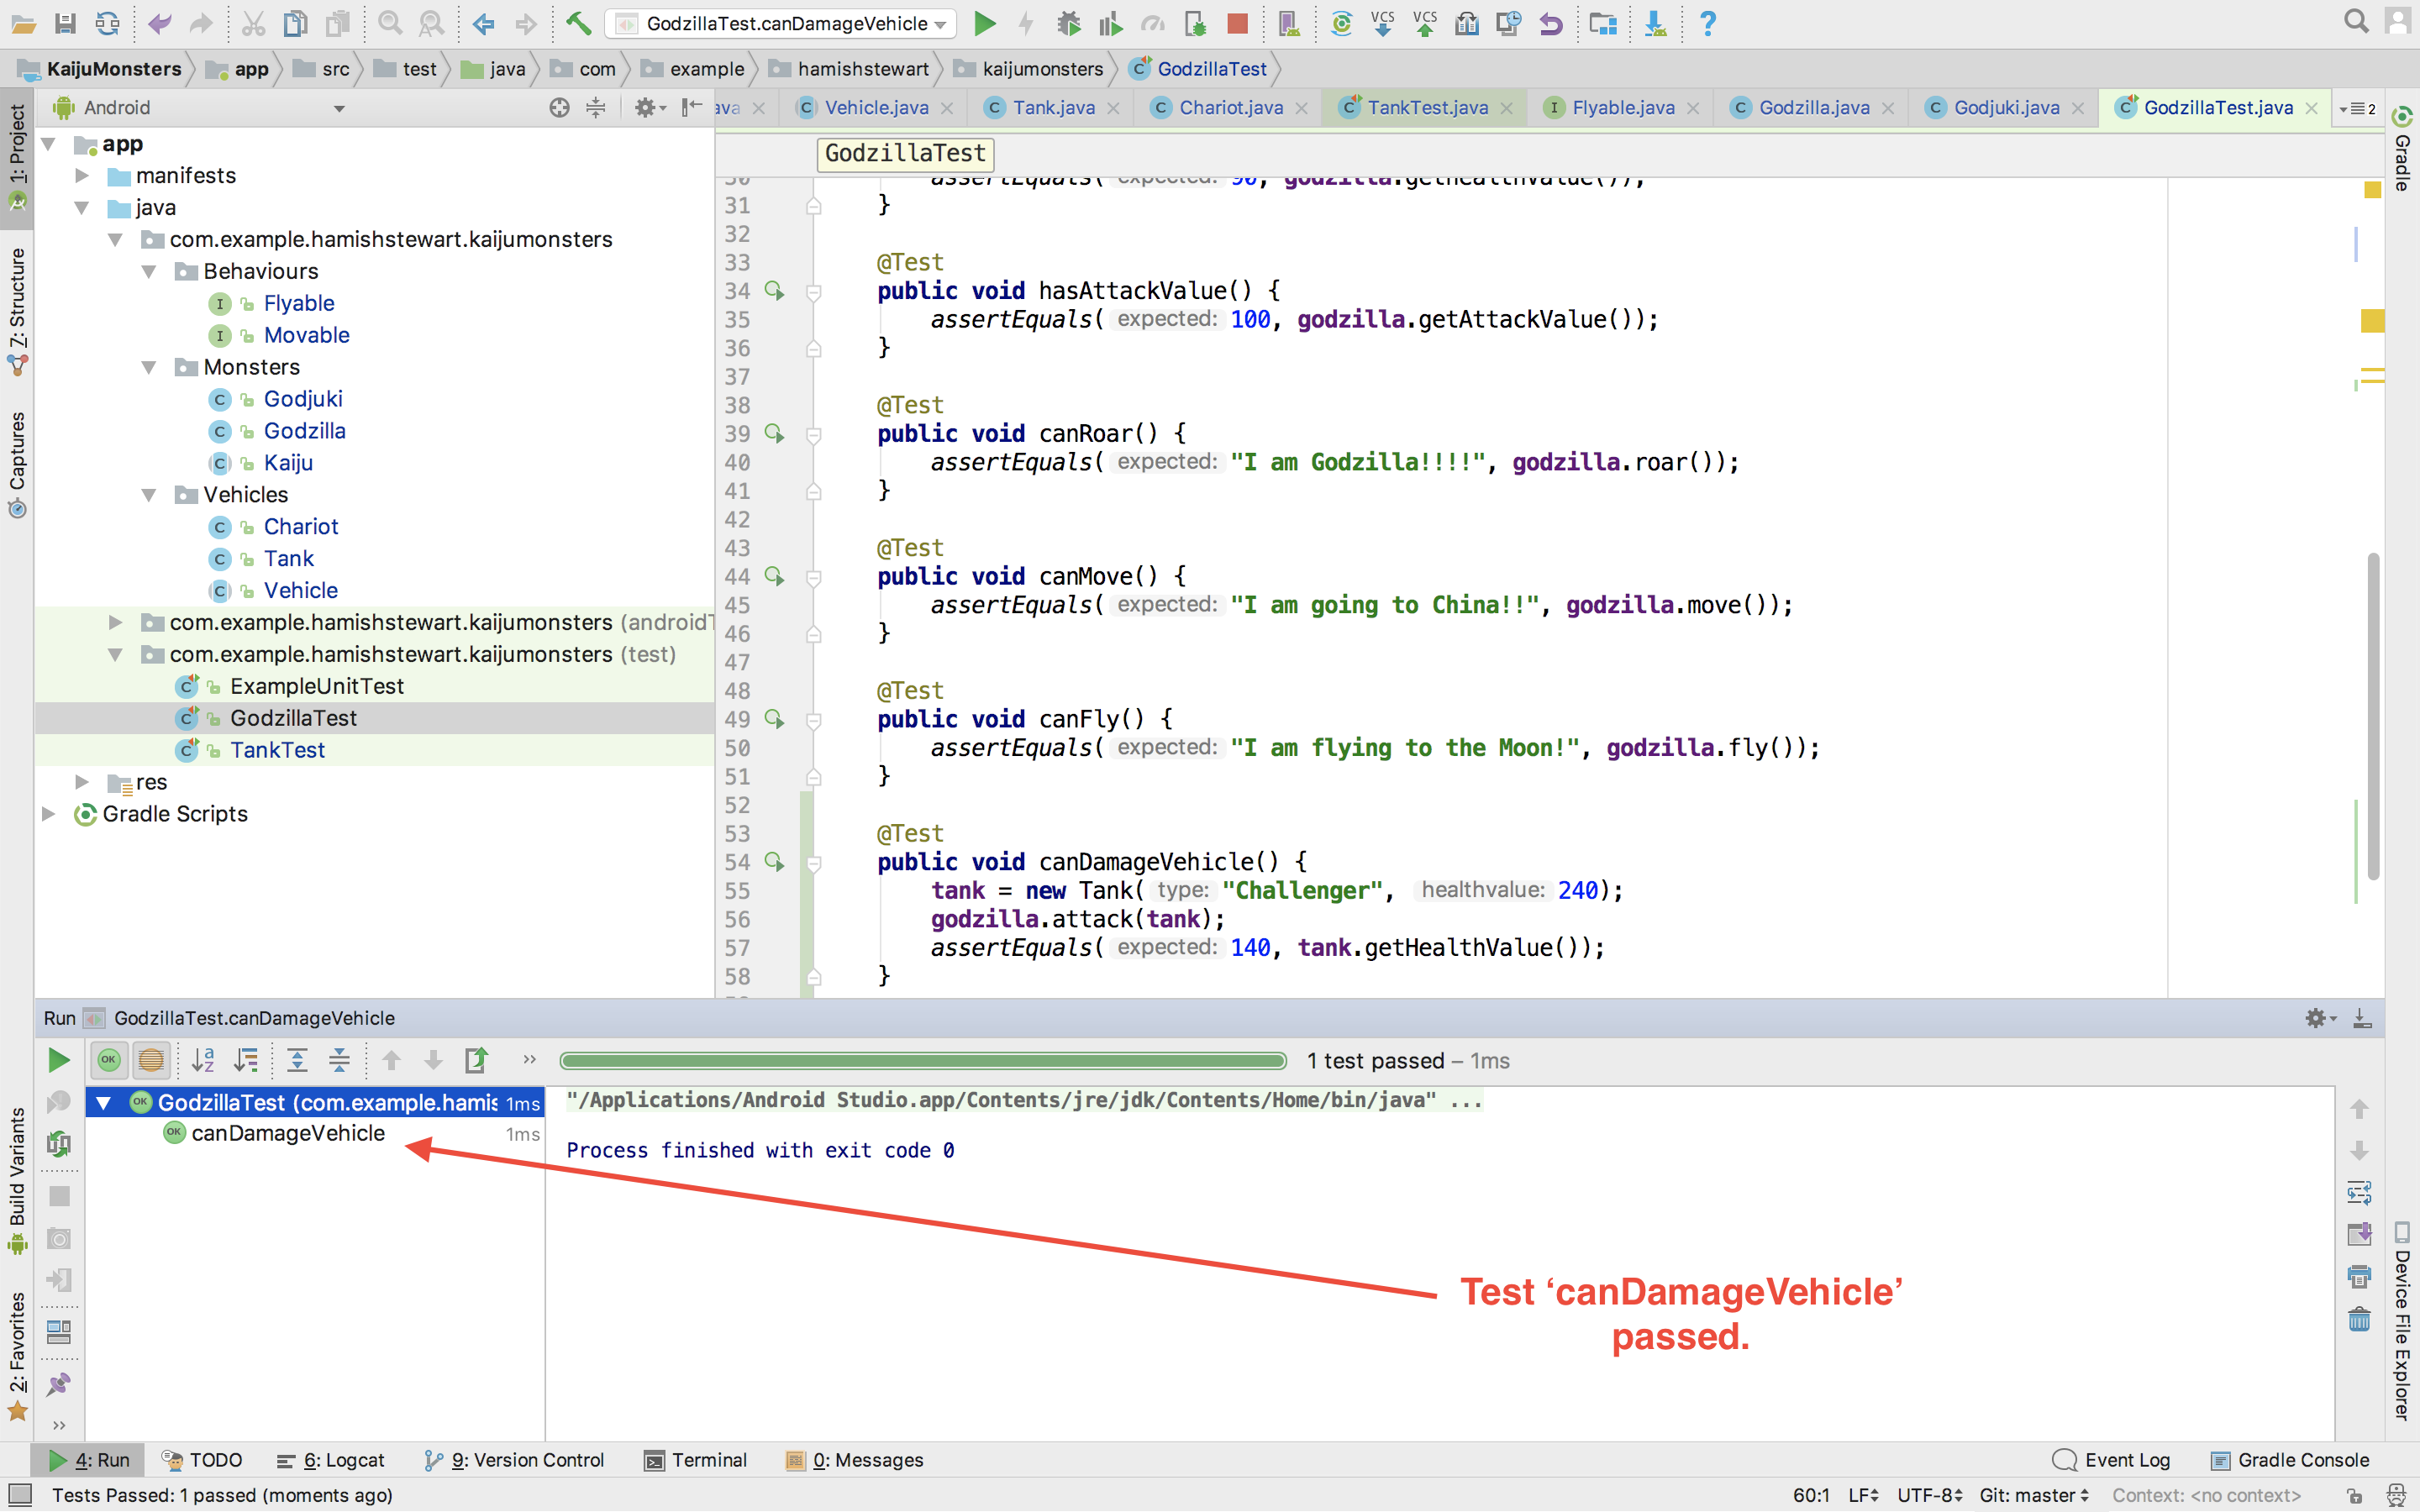 GodzillaTest.canDamageVehicle
VCS VCS
KaijuMonsters app src test java com example hamishstewart kaijumonsters GodzillaTest
Android
ava Vehicle.java Tank.java Chariot.java TankTest.java Flyable.java Godzilla.java Godjuki.java GodzillaTest.java 2
GodzillaTest
1: Project
7: Structure
Captures
Build Variants
2: Favorites
Gradle
Device File Explorer
app
manifests
java
com.example.hamishstewart.kaijumonsters
Behaviours
Flyable
Movable
Monsters
Godjuki
Godzilla
Kaiju
Vehicles
Chariot
Tank
Vehicle
com.example.hamishstewart.kaijumonsters (androidT
com.example.hamishstewart.kaijumonsters (test)
ExampleUnitTest
GodzillaTest
TankTest
res
Gradle Scripts
30 assertEquals( expected: 90, godzilla.getHealthValue());
31 }
32
33 @Test
34 public void hasAttackValue() {
35 assertEquals( expected: 100, godzilla.getAttackValue());
36 }
37
38 @Test
39 public void canRoar() {
40 assertEquals( expected: "I am Godzilla!!!!", godzilla.roar());
41 }
42
43 @Test
44 public void canMove() {
45 assertEquals( expected: "I am going to China!!", godzilla.move());
46 }
47
48 @Test
49 public void canFly() {
50 assertEquals( expected: "I am flying to the Moon!", godzilla.fly());
51 }
52
53 @Test
54 public void canDamageVehicle() {
55 tank = new Tank( type: "Challenger", healthvalue: 240);
56 godzilla.attack(tank);
57 assertEquals( expected: 140, tank.getHealthValue());
58 }
Run GodzillaTest.canDamageVehicle
1 test passed – 1ms
GodzillaTest (com.example.hamis 1ms
canDamageVehicle 1ms
"/Applications/Android Studio.app/Contents/jre/jdk/Contents/Home/bin/java" ...
Process finished with exit code 0
Test ‘canDamageVehicle’
passed.
4: Run TODO 6: Logcat 9: Version Control Terminal 0: Messages Event Log Gradle Console
Tests Passed: 1 passed (moments ago) 60:1 LF UTF-8 Git: master Context: <no context>